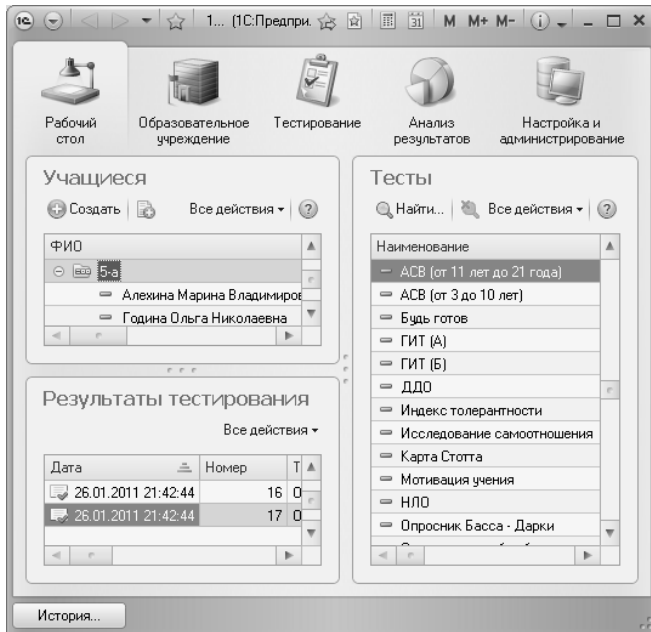 1... (1С:Предпри.
31
M M+ M-
Рабочий
стол
Образовательное
учреждение
Тестирование
Анализ
результатов
Настройка и
администрирование
Учащиеся
Создать Все действия
ФИО
5-а
Алехина Марина Владимиров
Година Ольга Николаевна
Результаты тестирования
Все действия
Дата Номер Т
26.01.2011 21:42:44 16 О
26.01.2011 21:42:44 17 О
Тесты
Найти... Все действия
Наименование
АСВ (от 11 лет до 21 года)
АСВ (от 3 до 10 лет)
Будь готов
ГИТ (А)
ГИТ (Б)
ДДО
Индекс толерантности
Исследование самоотношения
Карта Стотта
Мотивация учения
НЛО
Опросник Басса - Дарки
История...